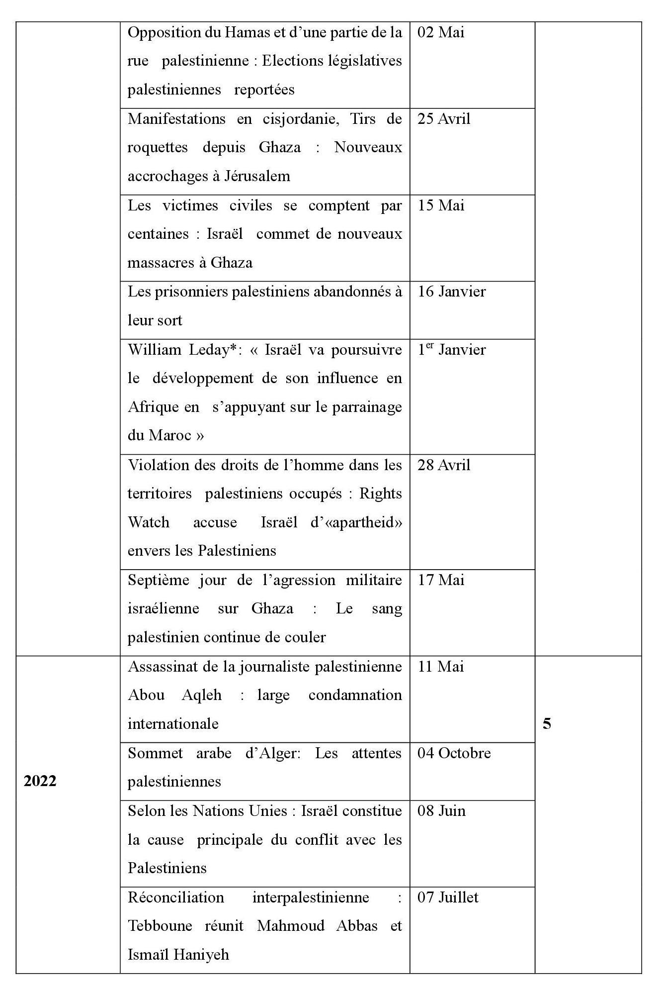 Opposition du Hamas et d’une partie de la
rue palestinienne : Elections législatives
palestiniennes reportées
02 Mai
Manifestations en cisjordanie, Tirs de
roquettes depuis Ghaza : Nouveaux
accrochages à Jérusalem
25 Avril
Les victimes civiles se comptent par
centaines : Israël commet de nouveaux
massacres à Ghaza
15 Mai
Les prisonniers palestiniens abandonnés à
leur sort
16 Janvier
William Leday*: « Israël va poursuivre
le développement de son influence en
Afrique en s’appuyant sur le parrainage
du Maroc »
1er Janvier
Violation des droits de l’homme dans les
territoires palestiniens occupés : Rights
Watch accuse Israël d’«apartheid»
envers les Palestiniens
28 Avril
Septième jour de l’agression militaire
israélienne sur Ghaza : Le sang
palestinien continue de couler
17 Mai
2022
Assassinat de la journaliste palestinienne
Abou Aqleh : large condamnation
internationale
11 Mai
5
Sommet arabe d’Alger: Les attentes
palestiniennes
04 Octobre
Selon les Nations Unies : Israël constitue
la cause principale du conflit avec les
Palestiniens
08 Juin
Réconciliation interpalestinienne :
Tebboune réunit Mahmoud Abbas et
Ismaïl Haniyeh
07 Juillet